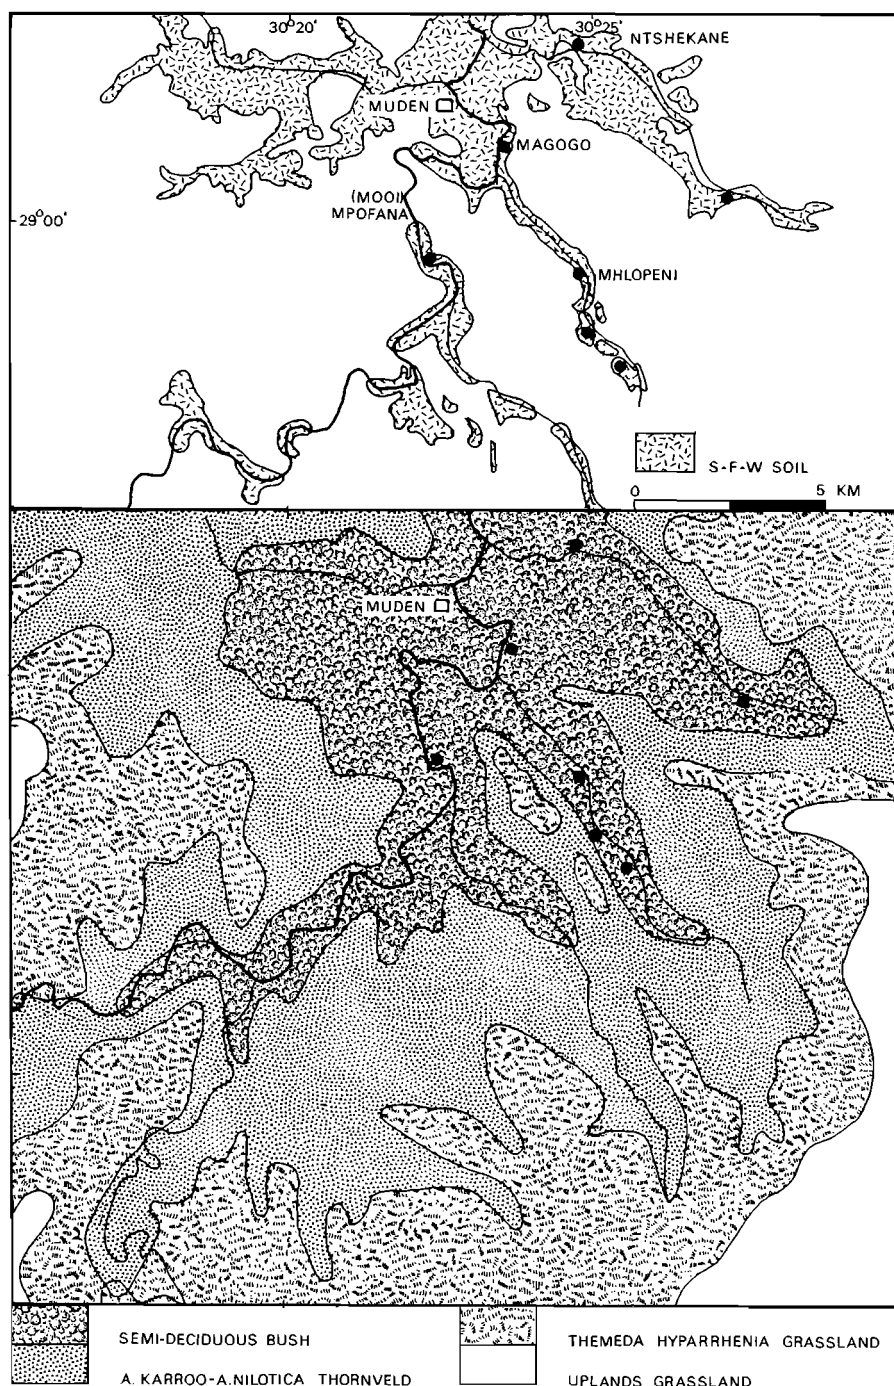 30°20' 30°25'
NTSHEKANE
MUDEN
MAGOGO
(MOOI)
MPOFANA
29°00'
MHLOPENI
S-F-W SOIL
0 5 KM
MUDEN
SEMI-DECIDUOUS BUSH THEMEDA HYPARRHENIA GRASSLAND
A. KARROO-A.NILOTICA THORNVELD UPLANDS GRASSLAND